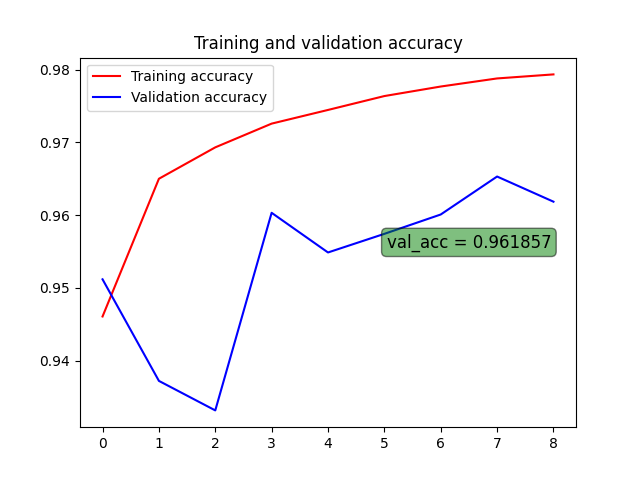 Training and validation accuracy
Training accuracy
Validation accuracy
0.98
0.97
0.96
0.95
0.94
val_acc = 0.961857
0 1 2 3 4 5 6 7 8